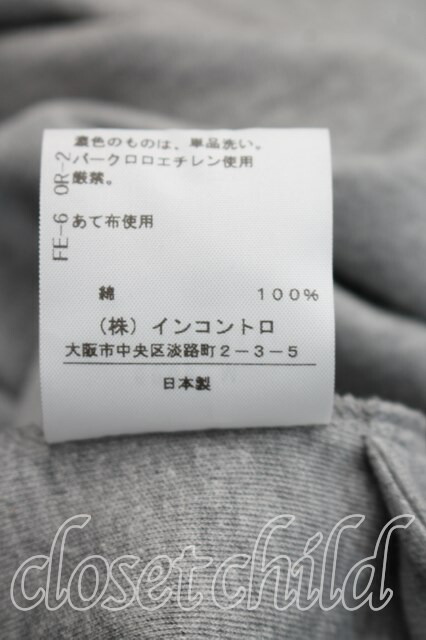 濃色のものは、単品洗い。
パークロロエチレン使用
厳禁。
あて布使用
FE-6 OR-2
綿 100%
(株)インコントロ
大阪市中央区淡路町2-3-5
日本製
closet child